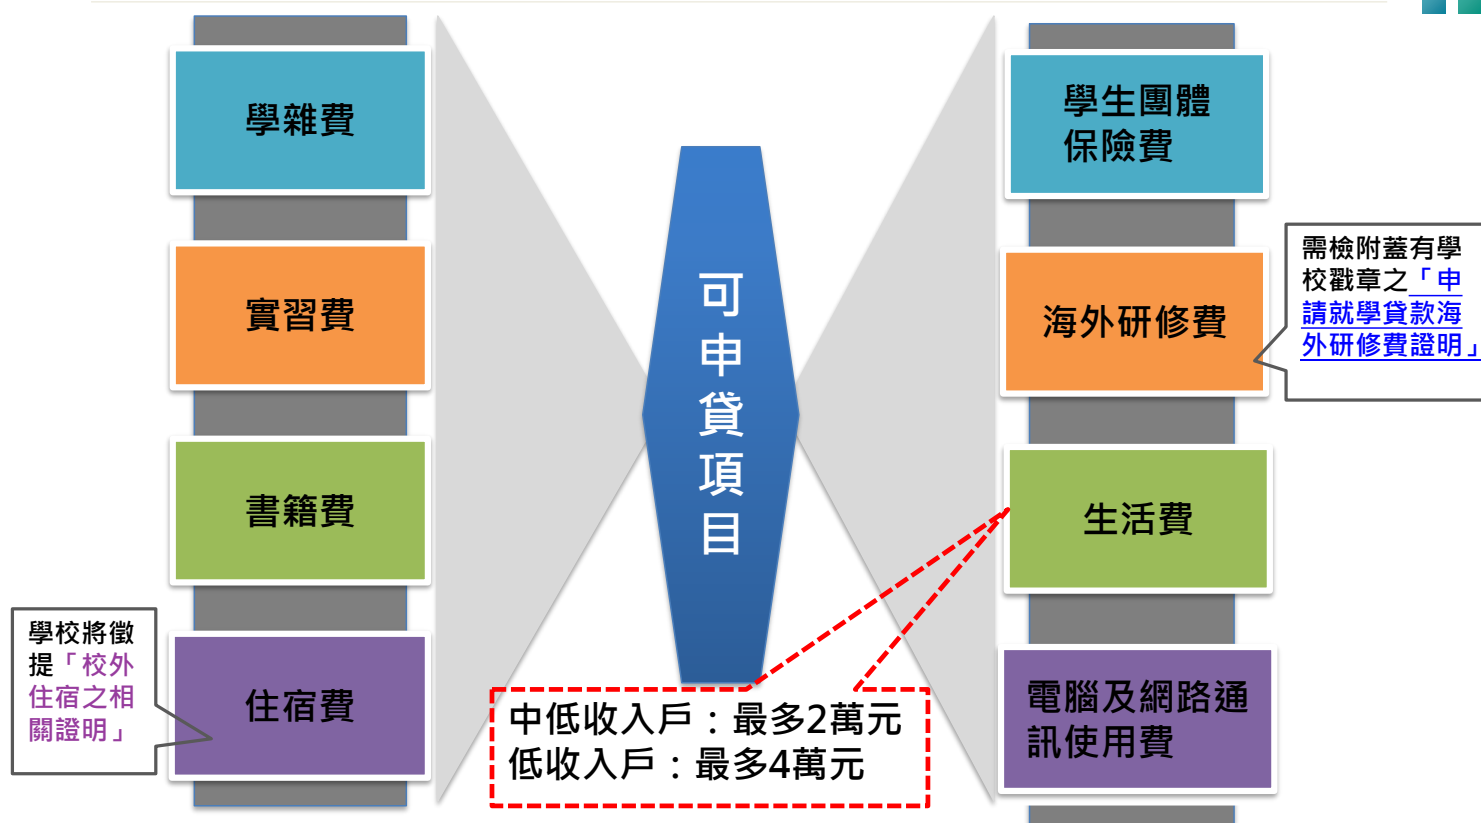 學雜費
實習費
書籍費
住宿費
學校將徵
提「校外
住宿之相
關證明」
可
申
貸
項
目
中低收入戶：最多2萬元
低收入戶：最多4萬元
學生團體
保險費
海外研修費
需檢附蓋有學
校戳章之「申
請就學貸款海
外研修費證明」
生活費
電腦及網路通
訊使用費